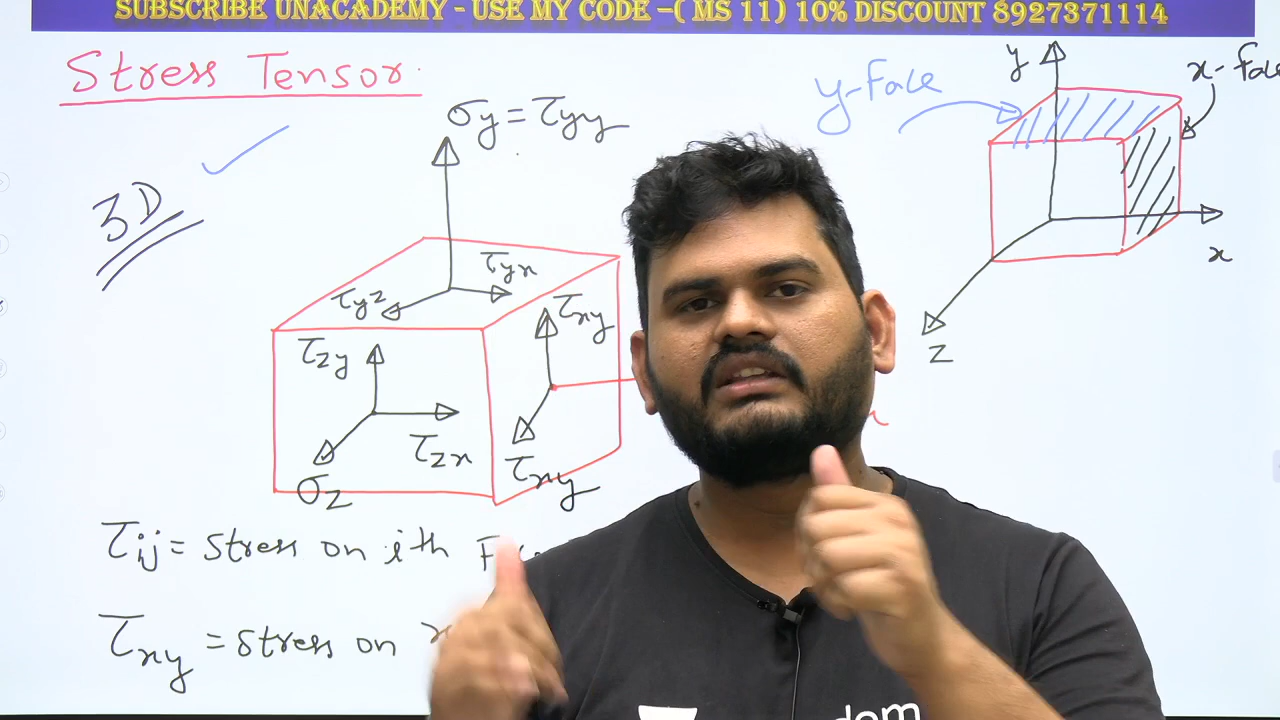 SUBSCRIBE UNACADEMY - USE MY CODE –( MS 11) 10% DISCOUNT 8927371114
Stress Tensor
3D
σy = τyy
τyx
τyz
τxy
τzy
τzx
σz
τxy
y-face
x-face
y
x
z
τij = stress on ith
τxy = stress on